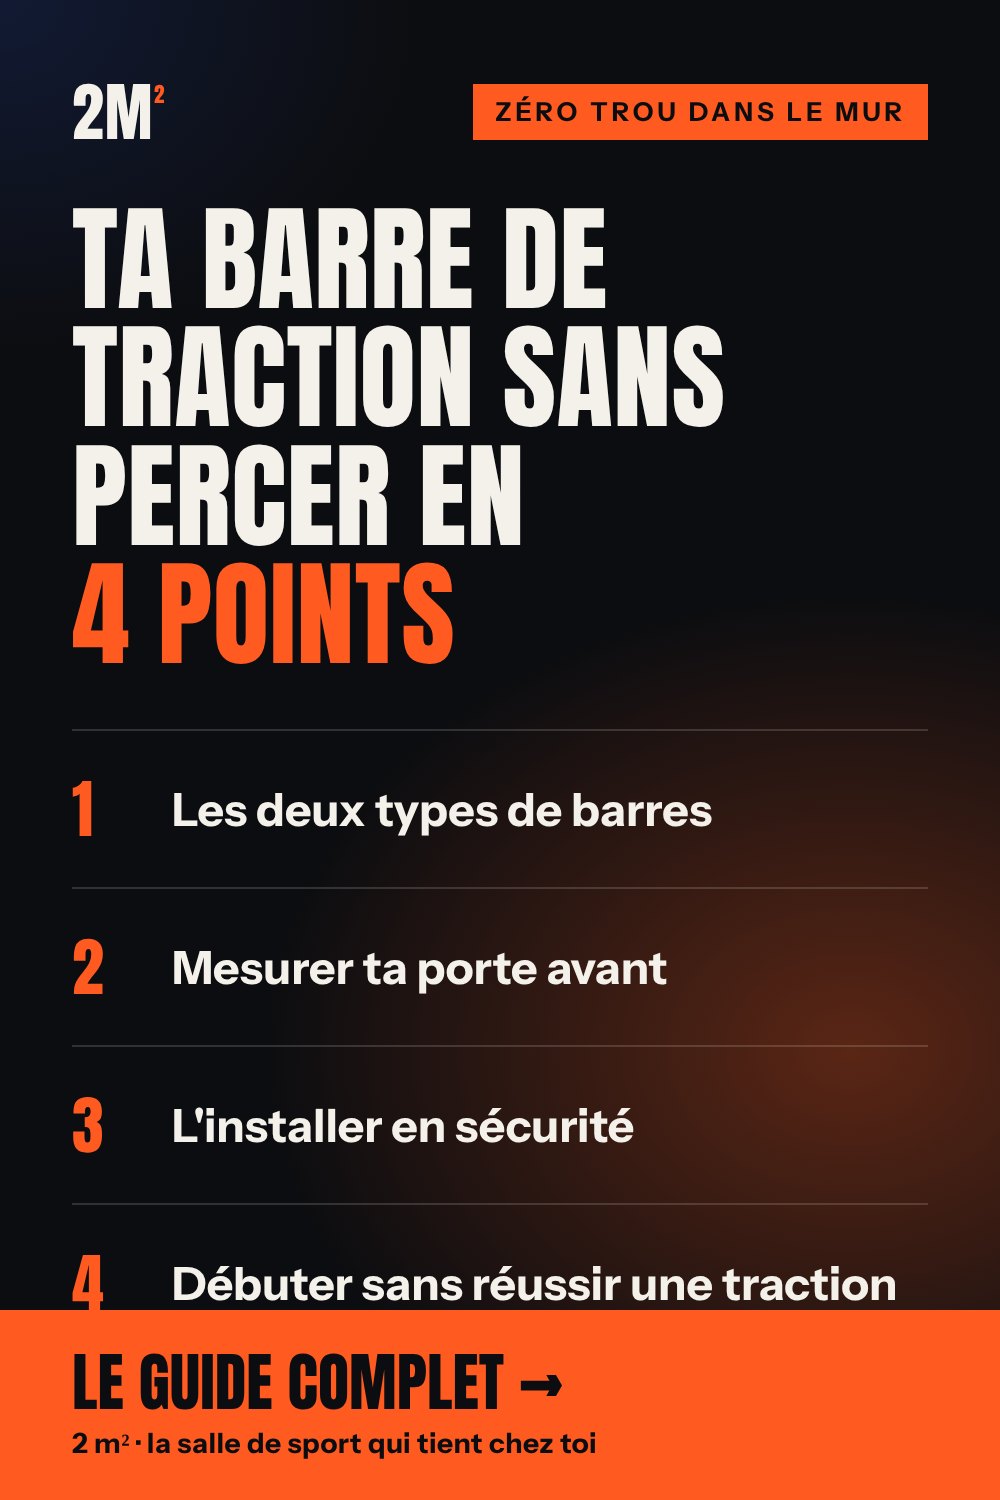 2M²
ZÉRO TROU DANS LE MUR
TA BARRE DE
TRACTION SANS
PERCER EN
4 POINTS
1 Les deux types de barres
2 Mesurer ta porte avant
3 L'installer en sécurité
4 Débuter sans réussir une traction
LE GUIDE COMPLET →
2 m² · la salle de sport qui tient chez toi